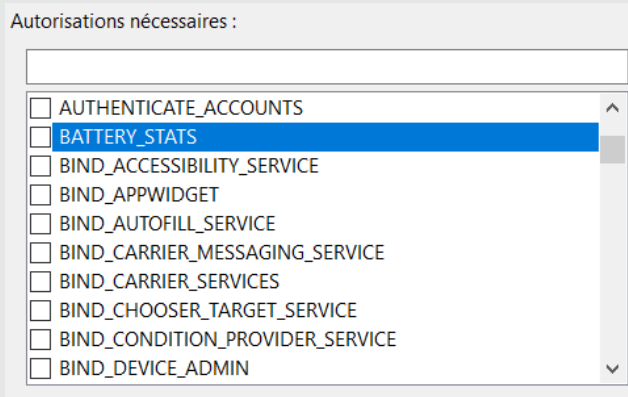 Autorisations nécessaires :
AUTHENTICATE_ACCOUNTS
BATTERY_STATS
BIND_ACCESSIBILITY_SERVICE
BIND_APPWIDGET
BIND_AUTOFILL_SERVICE
BIND_CARRIER_MESSAGING_SERVICE
BIND_CARRIER_SERVICES
BIND_CHOOSER_TARGET_SERVICE
BIND_CONDITION_PROVIDER_SERVICE
BIND_DEVICE_ADMIN